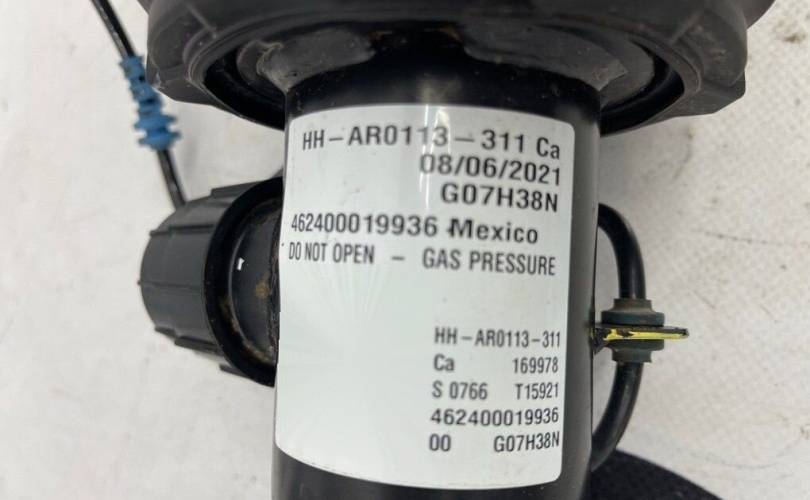 HH-AR0113-311 Ca
08/06/2021
G07H38N
462400019936 Mexico
DO NOT OPEN - GAS PRESSURE
HH-AR0113-311
Ca 169978
S 0766 T15921
462400019936
00 G07H38N